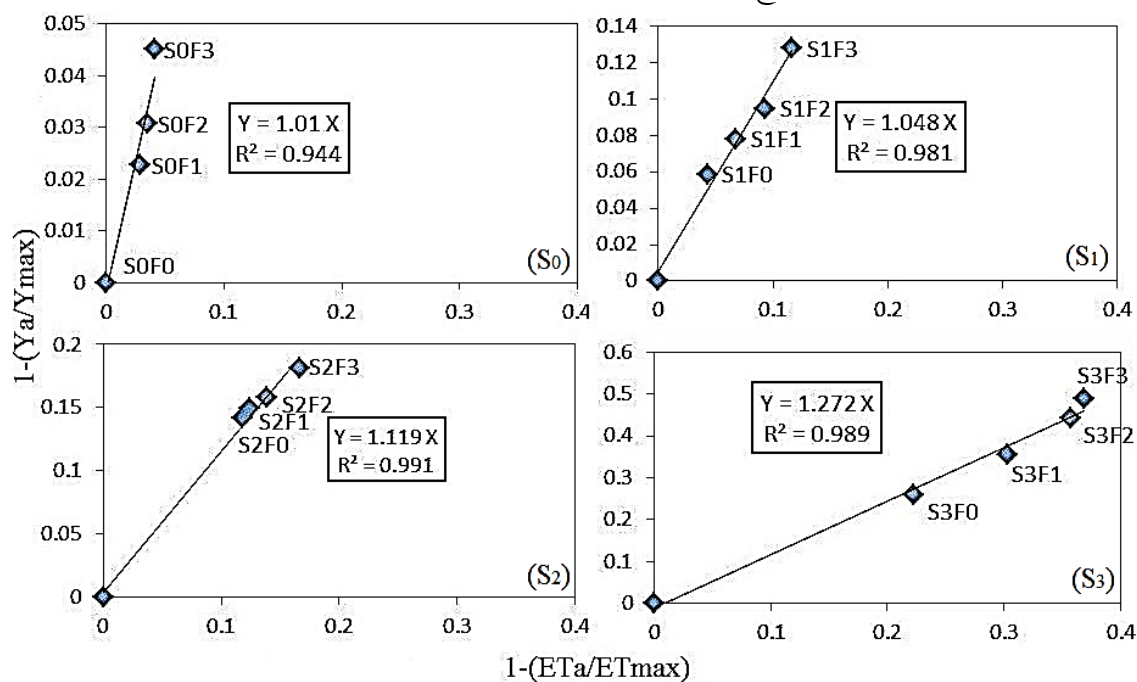 1-(Ya/Ymax)
0.05
0.04
0.03
0.02
0.01
0
S0F3
S0F2
S0F1
S0F0
Y = 1.01 X
R² = 0.944
(S0)
0 0.1 0.2 0.3 0.4
0.14
0.12
0.1
0.08
0.06
0.04
0.02
0
S1F3
S1F2
S1F1
S1F0
Y = 1.048 X
R² = 0.981
(S1)
0 0.1 0.2 0.3 0.4
0.2
0.15
0.1
0.05
0
S2F3
S2F2
S2F1
S2F0
Y = 1.119 X
R² = 0.991
(S2)
0 0.1 0.2 0.3 0.4
0.6
0.5
0.4
0.3
0.2
0.1
0
S3F3
S3F2
S3F1
S3F0
Y = 1.272 X
R² = 0.989
(S3)
0 0.1 0.2 0.3 0.4
1-(ETa/ETmax)